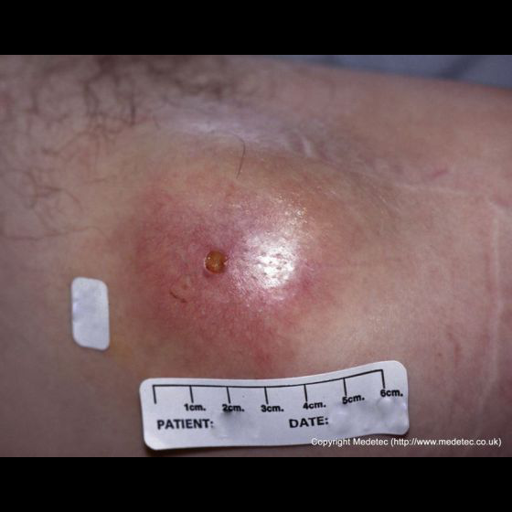 1cm. 2cm. 3cm. 4cm. 5cm. 6cm.
PATIENT: DATE:
Copyright Medetec (http://www.medetec.co.uk)